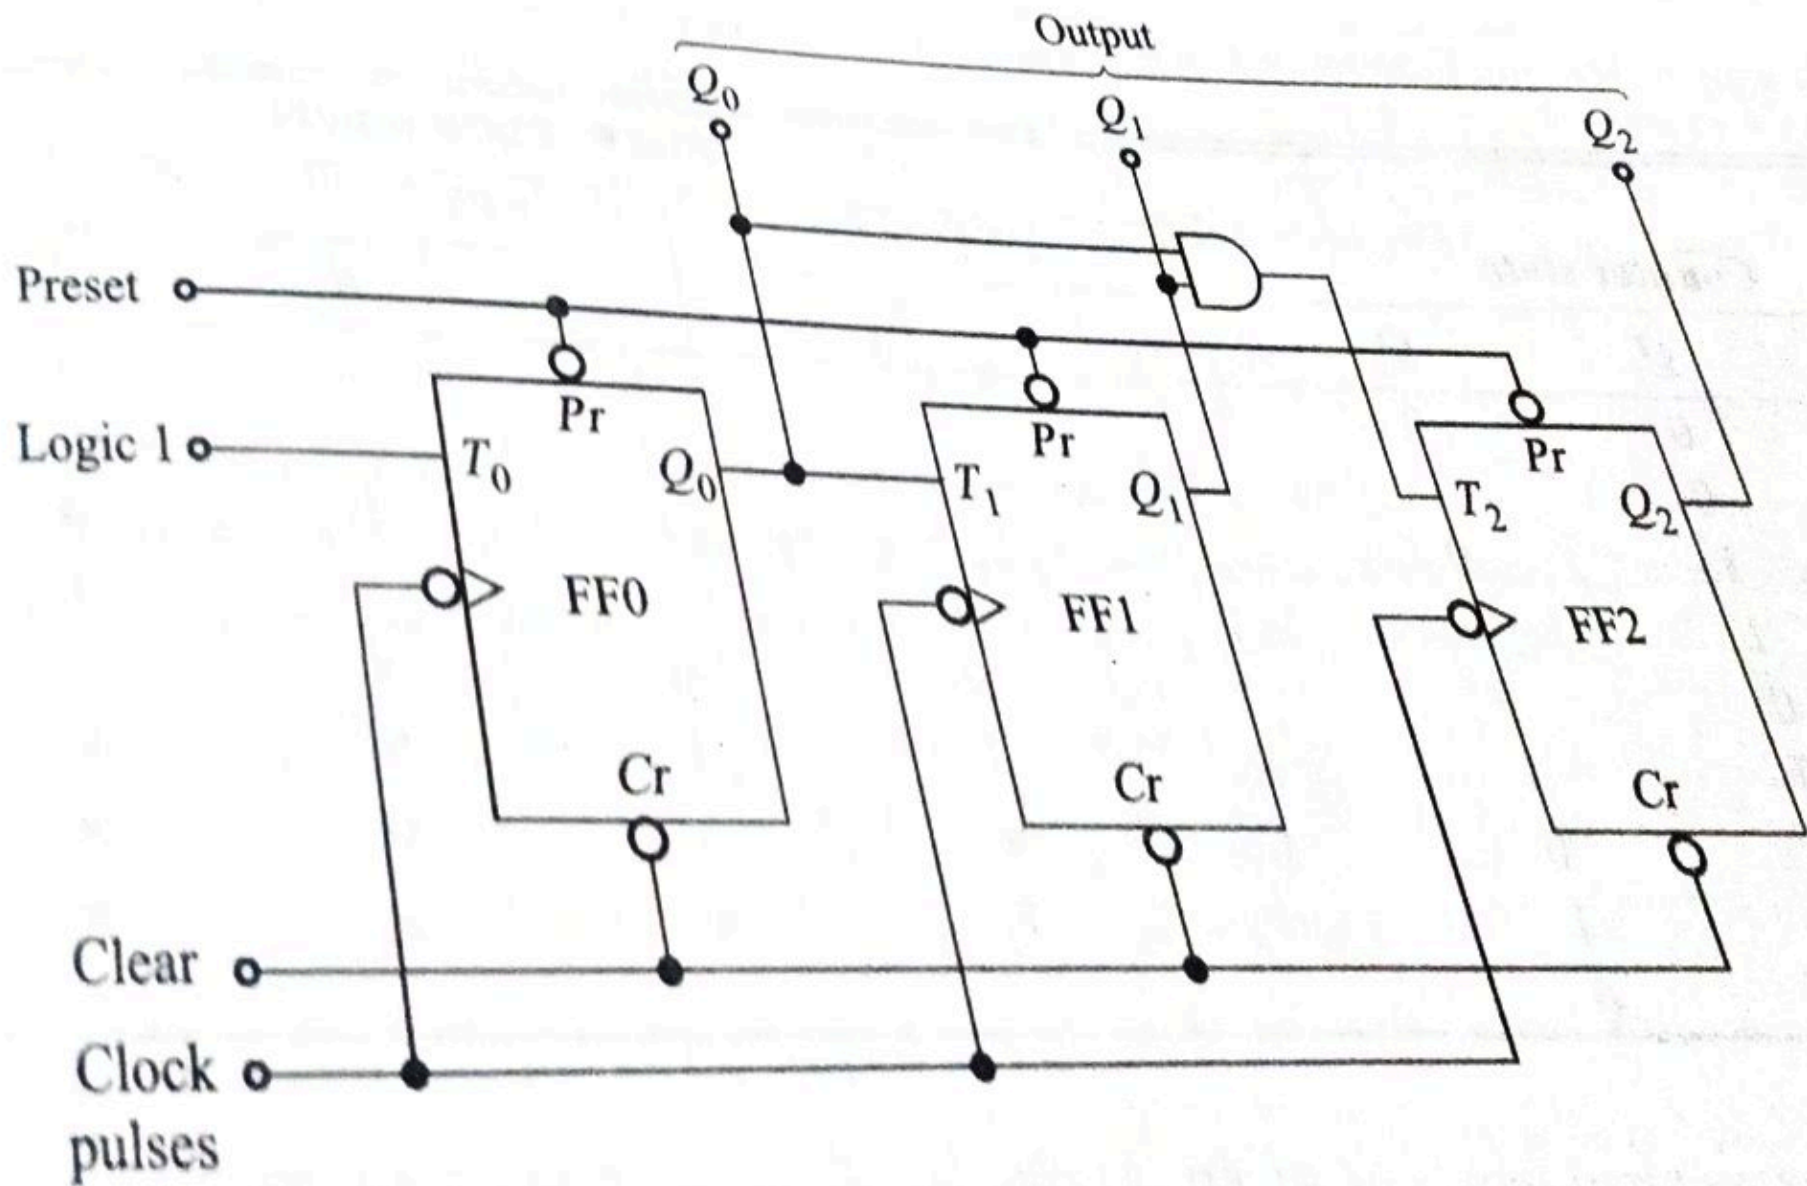 Output
Q0
Q1
Q2
Preset
Pr
Pr
Pr
Logic 1
T0
Q0
T1
Q1
T2
Q2
FF0
FF1
FF2
Cr
Cr
Cr
Clear
Clock
pulses